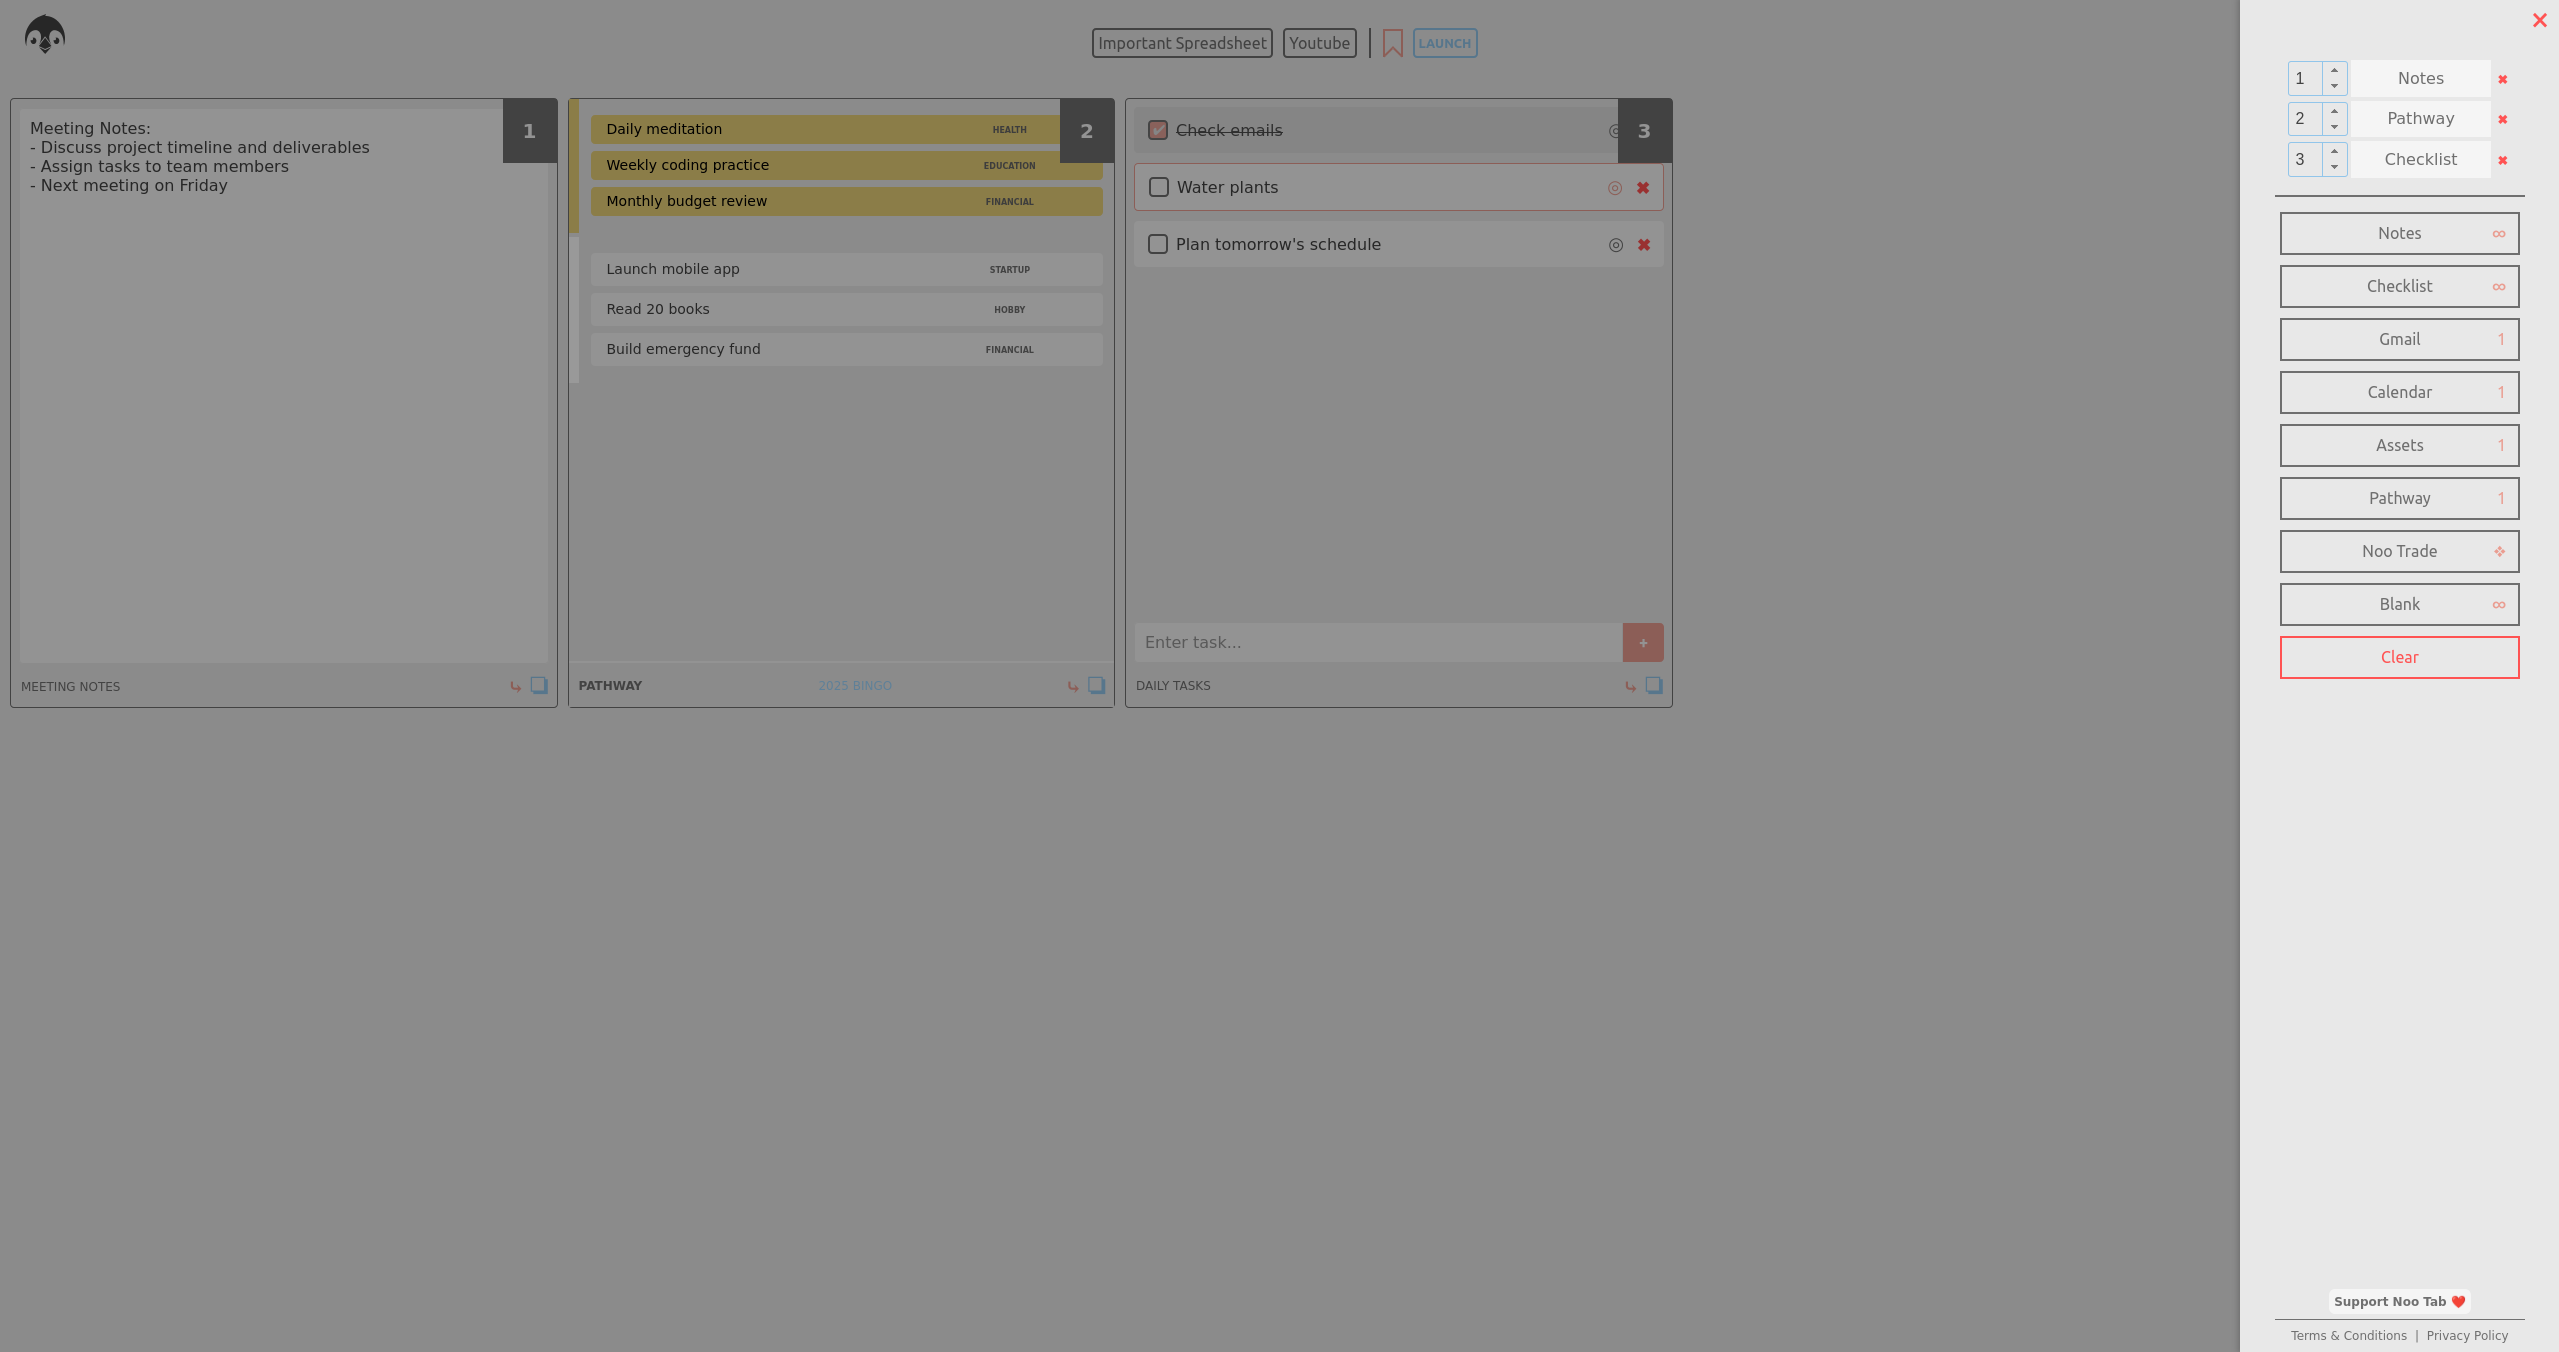 Important Spreadsheet
Youtube
LAUNCH
Meeting Notes:
- Discuss project timeline and deliverables
- Assign tasks to team members
- Next meeting on Friday
1
MEETING NOTES
Daily meditation HEALTH
2
Weekly coding practice EDUCATION
Monthly budget review FINANCIAL
Launch mobile app STARTUP
Read 20 books HOBBY
Build emergency fund FINANCIAL
PATHWAY 2025 BINGO
Check emails
3
Water plants
Plan tomorrow's schedule
Enter task...
+
DAILY TASKS
1 Notes
2 Pathway
3 Checklist
Notes ∞
Checklist ∞
Gmail 1
Calendar 1
Assets 1
Pathway 1
Noo Trade ❖
Blank ∞
Clear
Support Noo Tab ❤️
Terms & Conditions | Privacy Policy